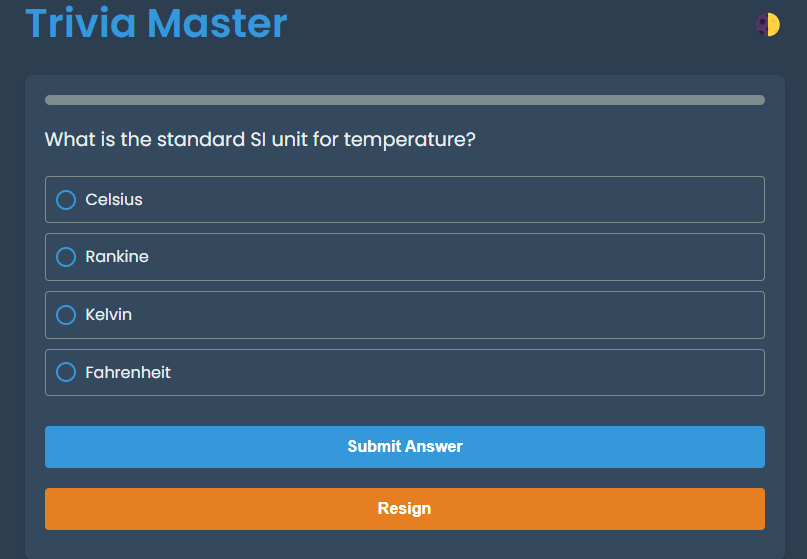 Trivia Master
What is the standard SI unit for temperature?
Celsius
Rankine
Kelvin
Fahrenheit
Submit Answer
Resign